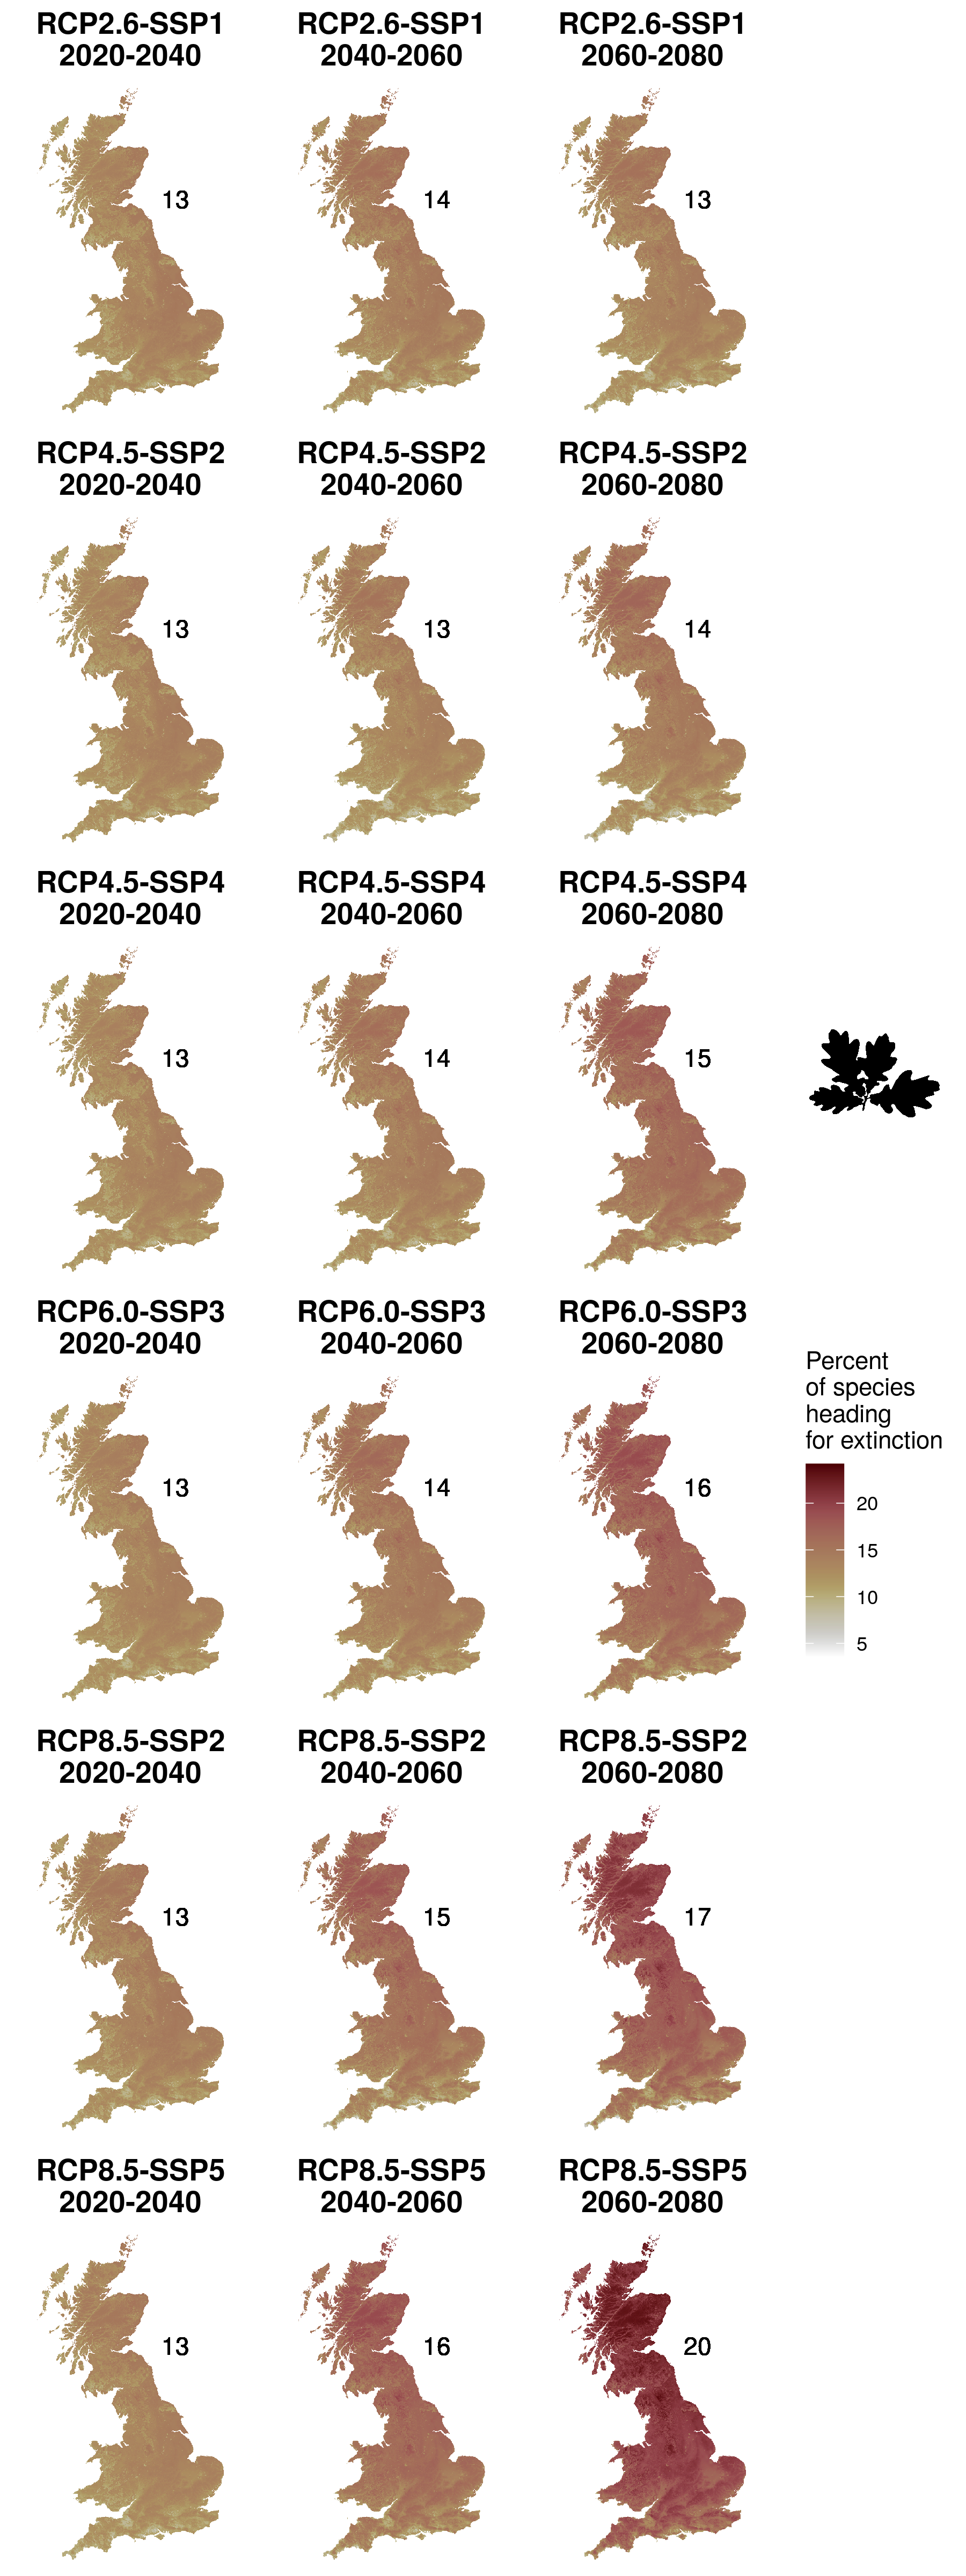 RCP2.6-SSP1
2020-2040
RCP2.6-SSP1
2040-2060
RCP2.6-SSP1
2060-2080
13
14
13
RCP4.5-SSP2
2020-2040
RCP4.5-SSP2
2040-2060
RCP4.5-SSP2
2060-2080
13
13
14
RCP4.5-SSP4
2020-2040
RCP4.5-SSP4
2040-2060
RCP4.5-SSP4
2060-2080
13
14
15
RCP6.0-SSP3
2020-2040
RCP6.0-SSP3
2040-2060
RCP6.0-SSP3
2060-2080
13
14
16
Percent
of species
heading
for extinction
20
15
10
5
RCP8.5-SSP2
2020-2040
RCP8.5-SSP2
2040-2060
RCP8.5-SSP2
2060-2080
13
15
17
RCP8.5-SSP5
2020-2040
RCP8.5-SSP5
2040-2060
RCP8.5-SSP5
2060-2080
13
16
20